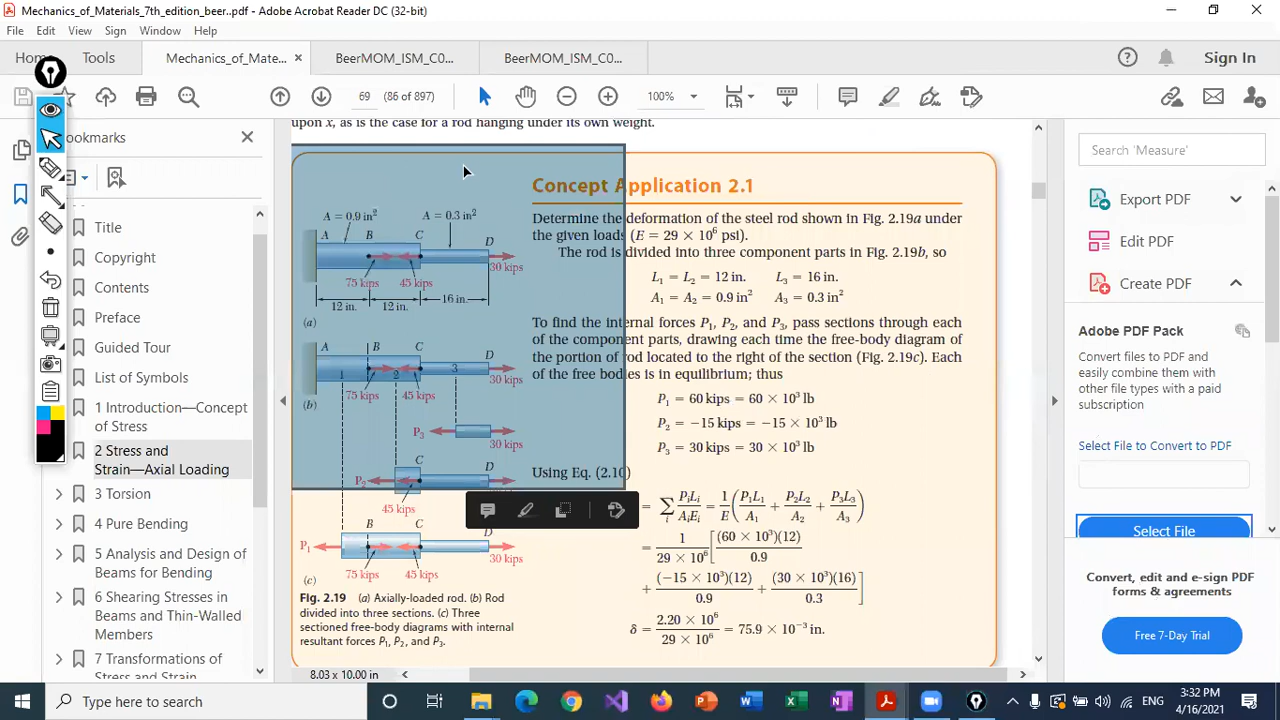 Mechanics_of_Materials_7th_edition_beer..pdf - Adobe Acrobat Reader DC (32-bit)
File Edit View Sign Window Help
Tools Mechanics_of_Mate... × BeerMOM_ISM_C0... BeerMOM_ISM_C0... Sign In
69 (86 of 897) 100%
ookmarks
Title
Copyright
Contents
Preface
Guided Tour
List of Symbols
1 Introduction—Concept
of Stress
2 Stress and
Strain—Axial Loading
3 Torsion
4 Pure Bending
5 Analysis and Design of
Beams for Bending
6 Shearing Stresses in
Beams and Thin-Walled
Members
7 Transformations of
Stress and Strain
upon x, as is the case for a rod hanging under its own weight.
Concept Application 2.1
Determine the deformation of the steel rod shown in Fig. 2.19a under
the given loads (E = 29 × 10⁶ psi).
The rod is divided into three component parts in Fig. 2.19b, so
L₁ = L₂ = 12 in. L₃ = 16 in.
A₁ = A₂ = 0.9 in² A₃ = 0.3 in²
To find the internal forces P₁, P₂, and P₃, pass sections through each
of the component parts, drawing each time the free-body diagram of
the portion of rod located to the right of the section (Fig. 2.19c). Each
of the free bodies is in equilibrium; thus
P₁ = 60 kips = 60 × 10³ lb
P₂ = −15 kips = −15 × 10³ lb
P₃ = 30 kips = 30 × 10³ lb
Using Eq. (2.10)
= ∑ᵢ PᵢLᵢ/AᵢEᵢ = 1/E (P₁L₁/A₁ + P₂L₂/A₂ + P₃L₃/A₃)
= 1/(29 × 10⁶) [(60 × 10³)(12)/0.9
+ (−15 × 10³)(12)/0.9 + (30 × 10³)(16)/0.3]
δ = 2.20 × 10⁶/29 × 10⁶ = 75.9 × 10⁻³ in.
A = 0.9 in² A = 0.3 in²
A B C D
30 kips
75 kips 45 kips
12 in. 12 in. 16 in.
(a)
A B C D
1 2 3
30 kips
75 kips 45 kips
(b)
P₃ 30 kips
C D
P₂
45 kips
B C D
P₁
30 kips
75 kips 45 kips
(c)
Fig. 2.19 (a) Axially-loaded rod. (b) Rod
divided into three sections. (c) Three
sectioned free-body diagrams with internal
resultant forces P₁, P₂, and P₃.
8.03 x 10.00 in
Search 'Measure'
Export PDF
Edit PDF
Create PDF
Adobe PDF Pack
Convert files to PDF and
easily combine them with
other file types with a paid
subscription
Select File to Convert to PDF
Select File
Convert, edit and e-sign PDF
forms & agreements
Free 7-Day Trial
Type here to search
ENG
3:32 PM
4/16/2021